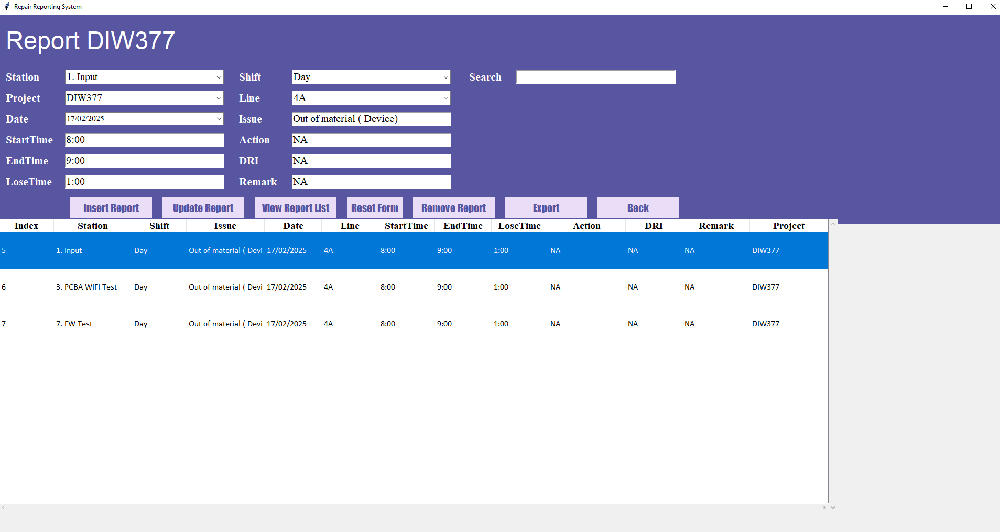 Repair Reporting System
Report DIW377
Station 1. Input Shift Day Search
Project DIW377 Line 4A
Date 17/02/2025 Issue Out of material ( Device)
StartTime 8:00 Action NA
EndTime 9:00 DRI NA
LoseTime 1:00 Remark NA
Insert Report Update Report View Report List Reset Form Remove Report Export Back
Index Station Shift Issue Date Line StartTime EndTime LoseTime Action DRI Remark Project
5 1. Input Day Out of material ( Devi 17/02/2025 4A 8:00 9:00 1:00 NA NA NA DIW377
6 3. PCBA WIFI Test Day Out of material ( Devi 17/02/2025 4A 8:00 9:00 1:00 NA NA NA DIW377
7 7. FW Test Day Out of material ( Devi 17/02/2025 4A 8:00 9:00 1:00 NA NA NA DIW377